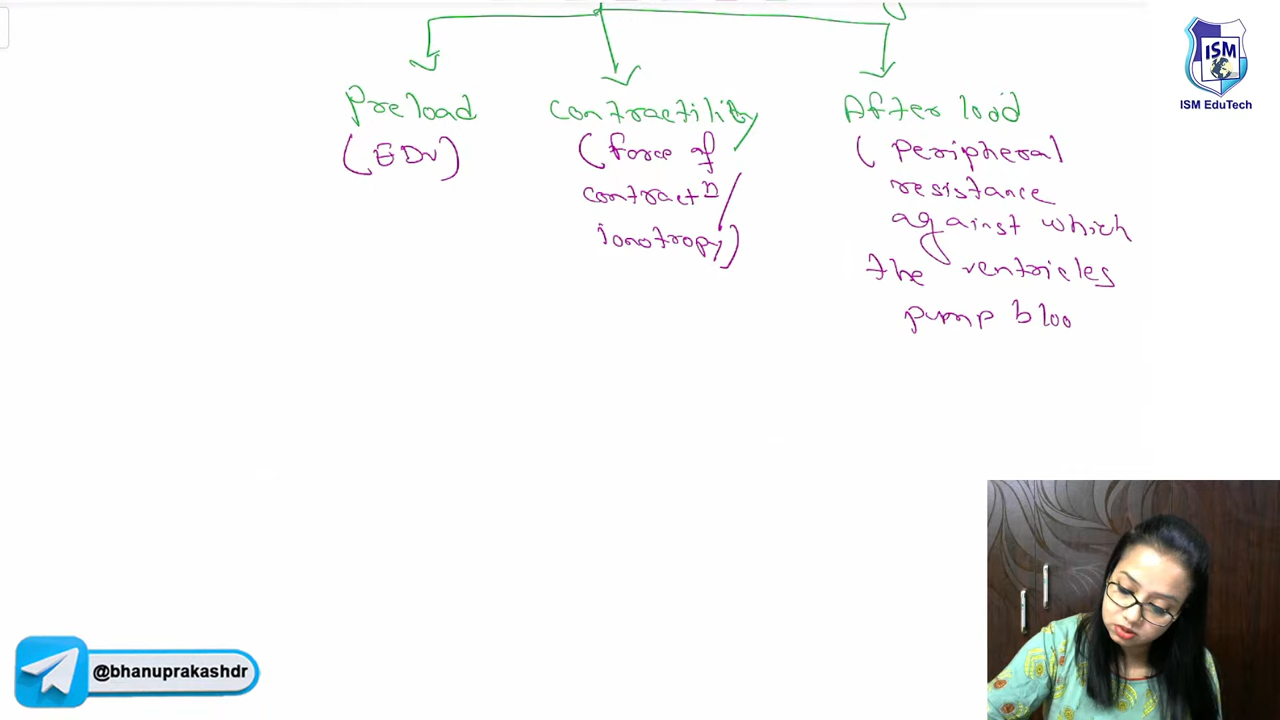 ISM
ISM EduTech
Preload
(EDV)
Contractility
(force of
contractⁿ/
ionotropy)
After load
(Peripheral
resistance
against which
the ventricles
pump bloo
@bhanuprakashdr